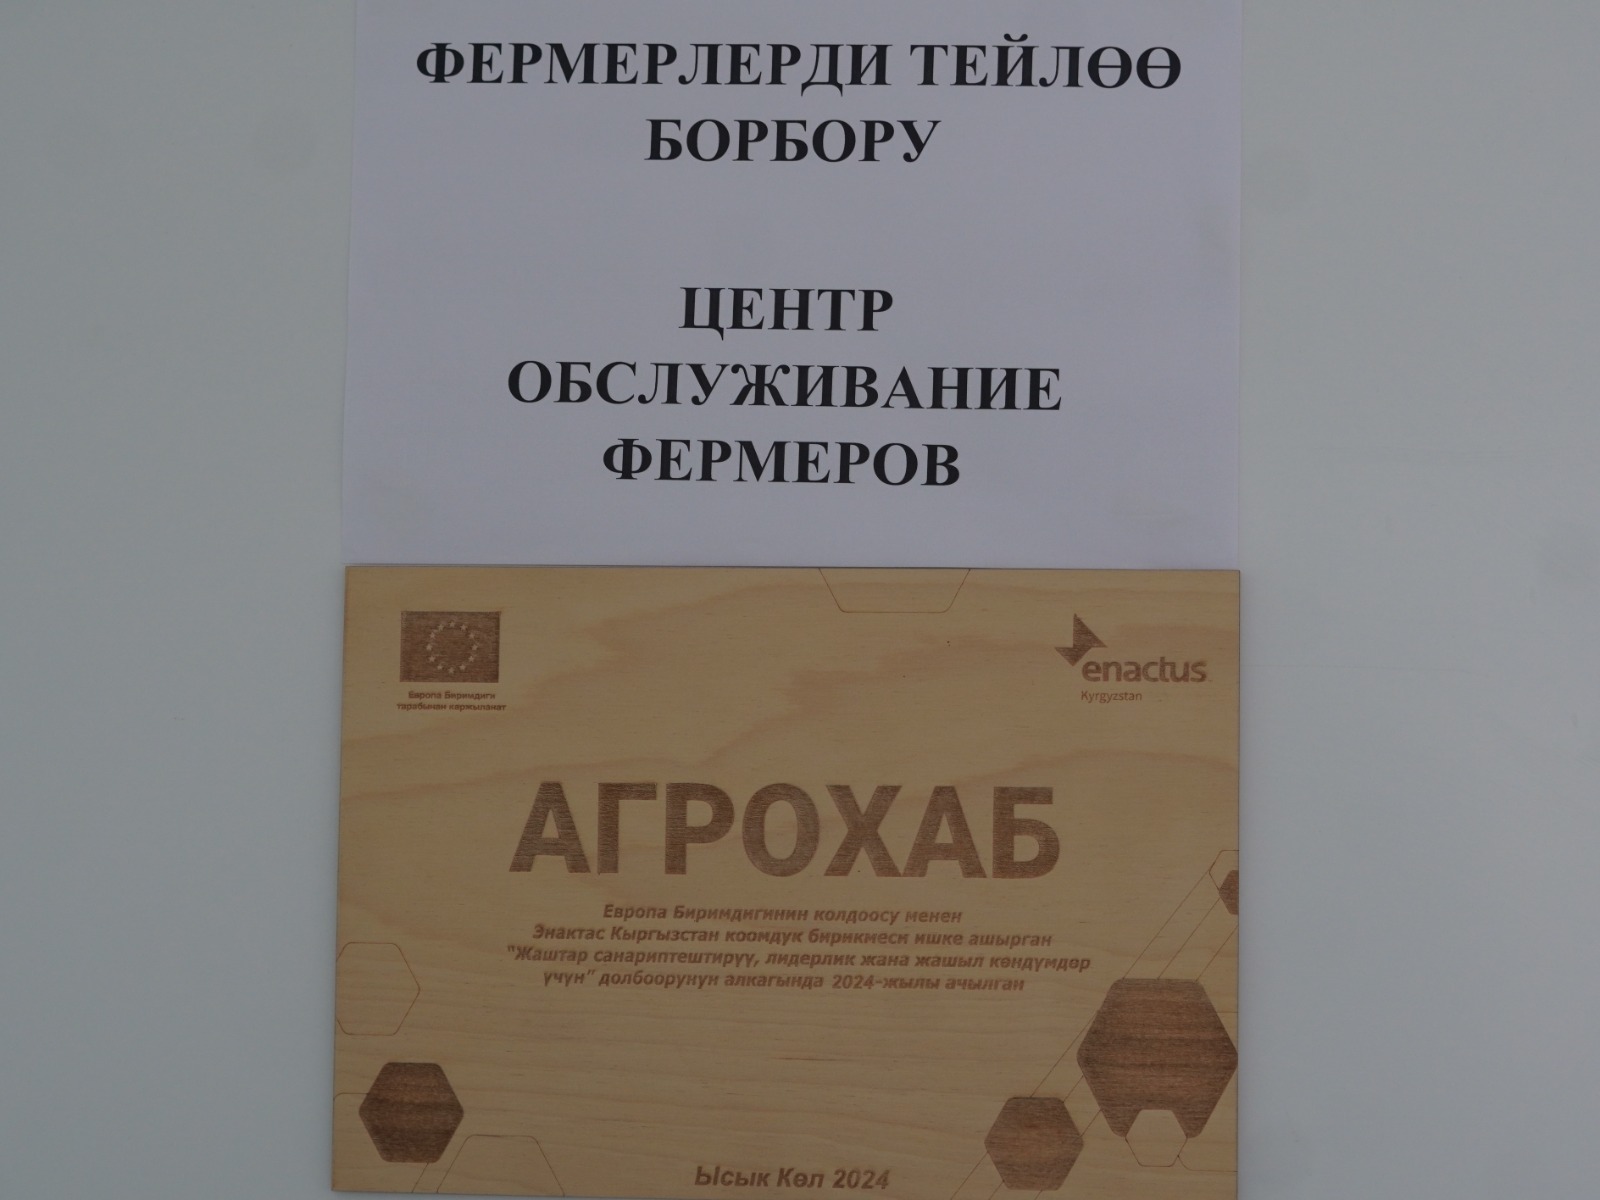 ФЕРМЕРЛЕРДИ ТЕЙЛӨӨ
БОРБОРУ
ЦЕНТР
ОБСЛУЖИВАНИЕ
ФЕРМЕРОВ
Европа Биримдиги
тарабынан каржыланат
enactus
Kyrgyzstan
АГРОХАБ
Европа Биримдигинин колдоосу менен
Энактас Кыргызстан коомдук бирикмеси ишке ашырган
"Жаштар санариптештирүү, лидерлик жана жашыл көндүмдөр
үчүн" долбоорунун алкагында 2024-жылы ачылган
Ысык Көл 2024